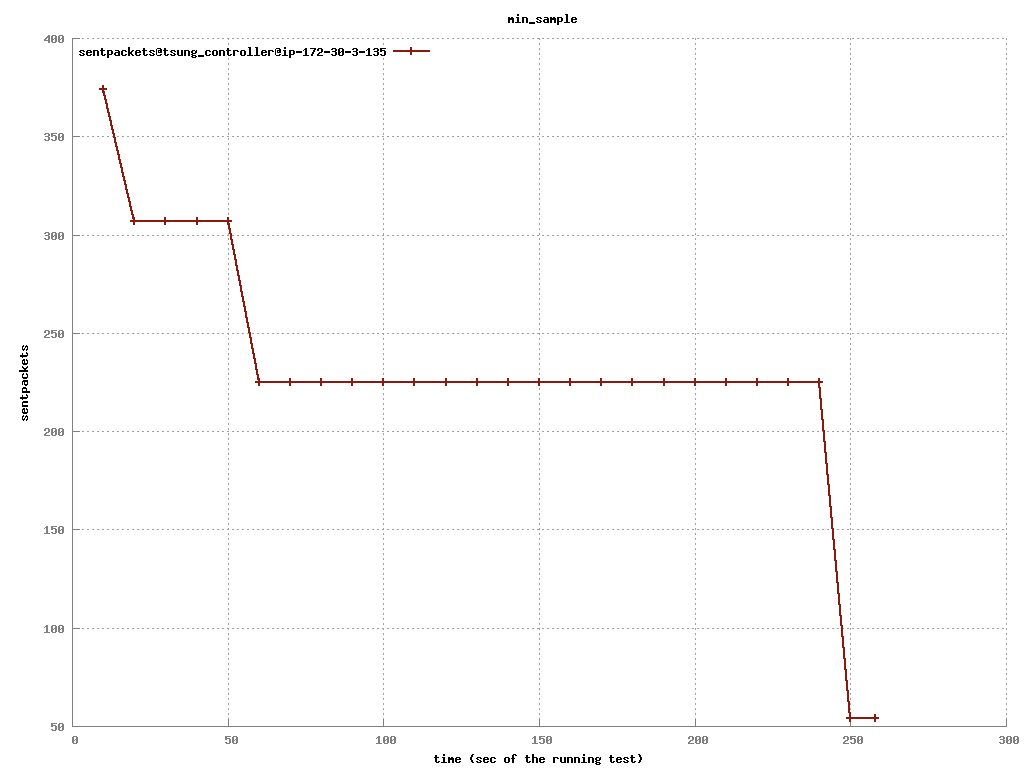 min_sample
sentpackets@tsung_controller@ip-172-30-3-135
400
350
300
250
200
150
100
50
sentpackets
0 50 100 150 200 250 300
time (sec of the running test)